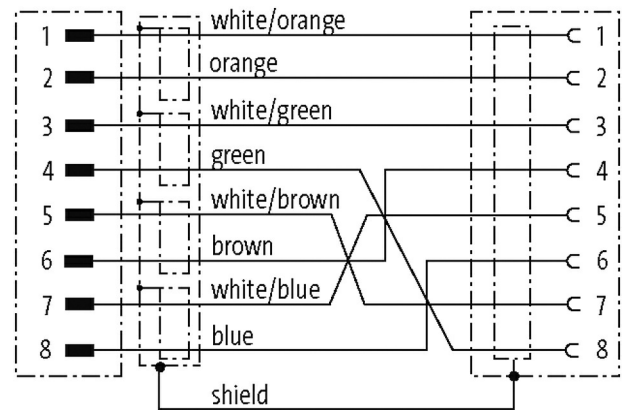 1 white/orange 1
2 orange 2
3 white/green 3
4 green 4
5 white/brown 5
6 brown 6
7 white/blue 7
8 blue 8
shield